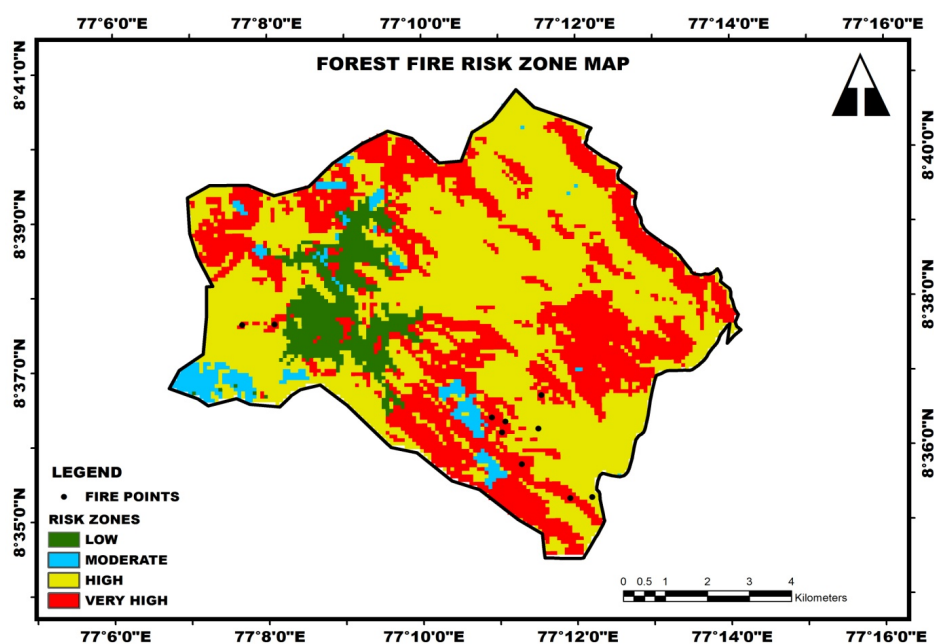 77°6'0"E 77°8'0"E 77°10'0"E 77°12'0"E 77°14'0"E 77°16'0"E
FOREST FIRE RISK ZONE MAP
8°41'0"N
8°40'0"N
8°39'0"N
8°38'0"N
8°37'0"N
8°36'0"N
8°35'0"N
LEGEND
FIRE POINTS
RISK ZONES
LOW
MODERATE
HIGH
VERY HIGH
0 0.5 1 2 3 4
Kilometers
77°6'0"E 77°8'0"E 77°10'0"E 77°12'0"E 77°14'0"E 77°16'0"E